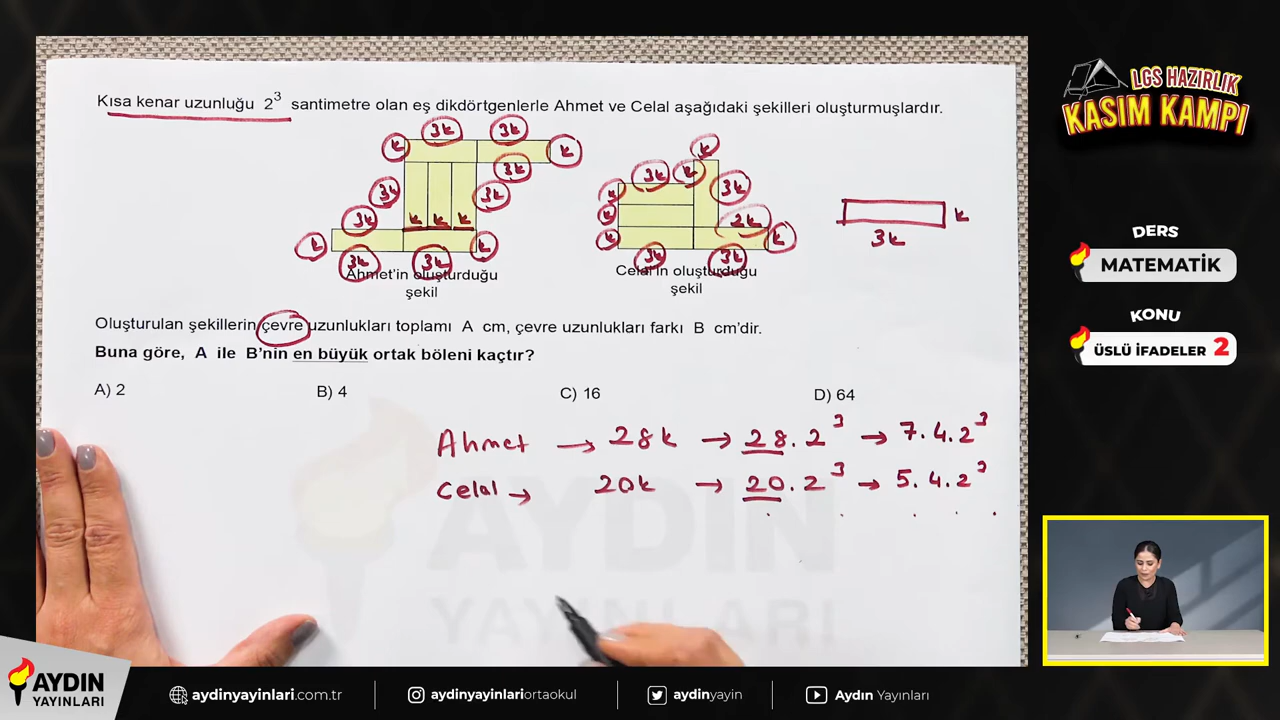 Kısa kenar uzunluğu 2³ santimetre olan eş dikdörtgenlerle Ahmet ve Celal aşağıdaki şekilleri oluşturmuşlardır.
3k 3k k
k k 3k 3k k
3k 3k k 3k
3k k k k k 2k
k k k k
3k 3k 3k 3k 3k
Ahmet'in oluşturduğu
şekil
Celal'in oluşturduğu
şekil
Oluşturulan şekillerin çevre uzunlukları toplamı A cm, çevre uzunlukları farkı B cm'dir.
Buna göre, A ile B'nin en büyük ortak böleni kaçtır?
A) 2 B) 4 C) 16 D) 64
Ahmet → 28k → 28.2³ → 7.4.2³
Celal → 20k → 20.2³ → 5.4.2³
AYDIN
YAYINLARI
LGS HAZIRLIK
KASIM KAMPI
DERS
MATEMATİK
KONU
ÜSLÜ İFADELER 2
AYDIN
YAYINLARI
aydinyayinlari.com.tr
aydinyayinlariortaokul
aydinyayin
Aydın Yayınları